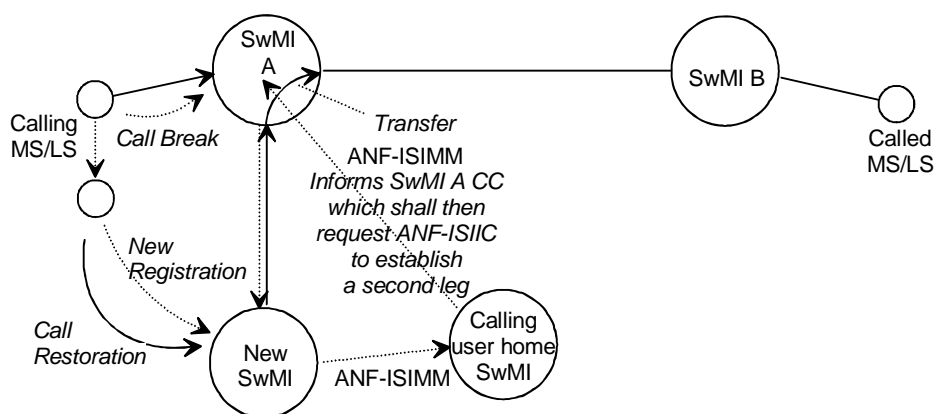 SwMI
A
SwMI B
Calling
MS/LS
Call Break
Transfer
Called
MS/LS
ANF-ISIMM
Informs SwMI A CC
which shall then
request ANF-ISIIC
to establish
a second leg
New
Registration
Call
Restoration
New
SwMI
ANF-ISIMM
Calling
user home
SwMI